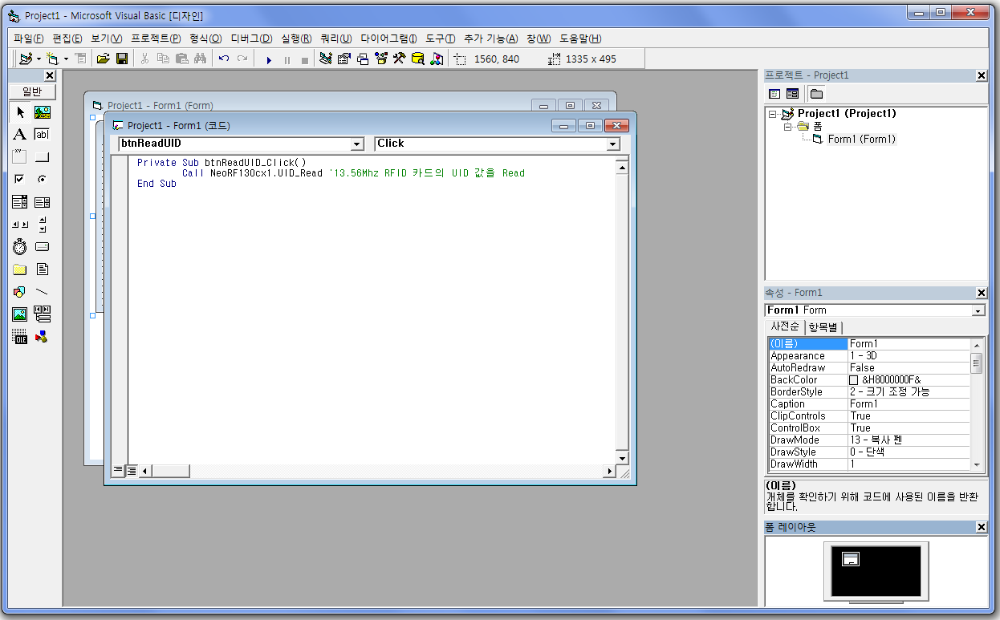 Project1 - Microsoft Visual Basic [디자인]
파일(F) 편집(E) 보기(V) 프로젝트(P) 형식(O) 디버그(D) 실행(R) 쿼리(U) 다이어그램(I) 도구(T) 추가 기능(A) 창(W) 도움말(H)
1560, 840 1335 x 495
일반
A ab|
XY
OLE
Project1 - Form1 (Form)
Project1 - Form1 (코드)
btnReadUID Click
Private Sub btnReadUID_Click()
Call NeoRF130cx1.UID_Read '13.56Mhz RFID 카드의 UID 값을 Read
End Sub
프로젝트 - Project1
Project1 (Project1)
폼
Form1 (Form1)
속성 - Form1
Form1 Form
사전순 항목별
(이름) Form1
Appearance 1 - 3D
AutoRedraw False
BackColor &H8000000F&
BorderStyle 2 - 크기 조정 가능
Caption Form1
ClipControls True
ControlBox True
DrawMode 13 - 복사 펜
DrawStyle 0 - 단색
DrawWidth 1
(이름)
개체를 확인하기 위해 코드에 사용된 이름을 반환
합니다.
폼 레이아웃